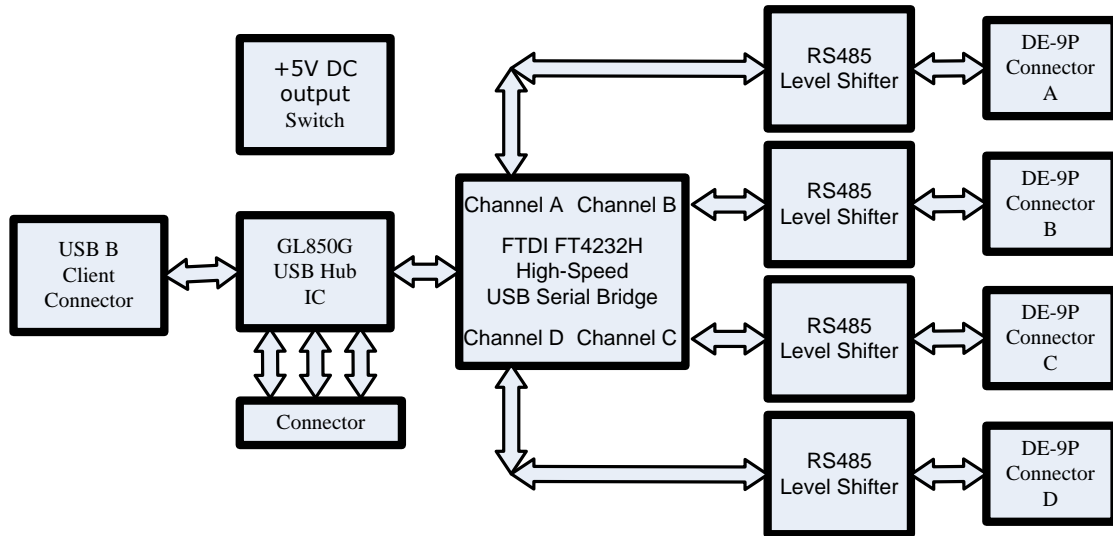 +5V DC
output
Switch
RS485
Level Shifter
DE-9P
Connector
A
RS485
Level Shifter
DE-9P
Connector
B
Channel A Channel B
FTDI FT4232H
High-Speed
USB Serial Bridge
Channel D Channel C
USB B
Client
Connector
GL850G
USB Hub
IC
Connector
RS485
Level Shifter
DE-9P
Connector
C
RS485
Level Shifter
DE-9P
Connector
D